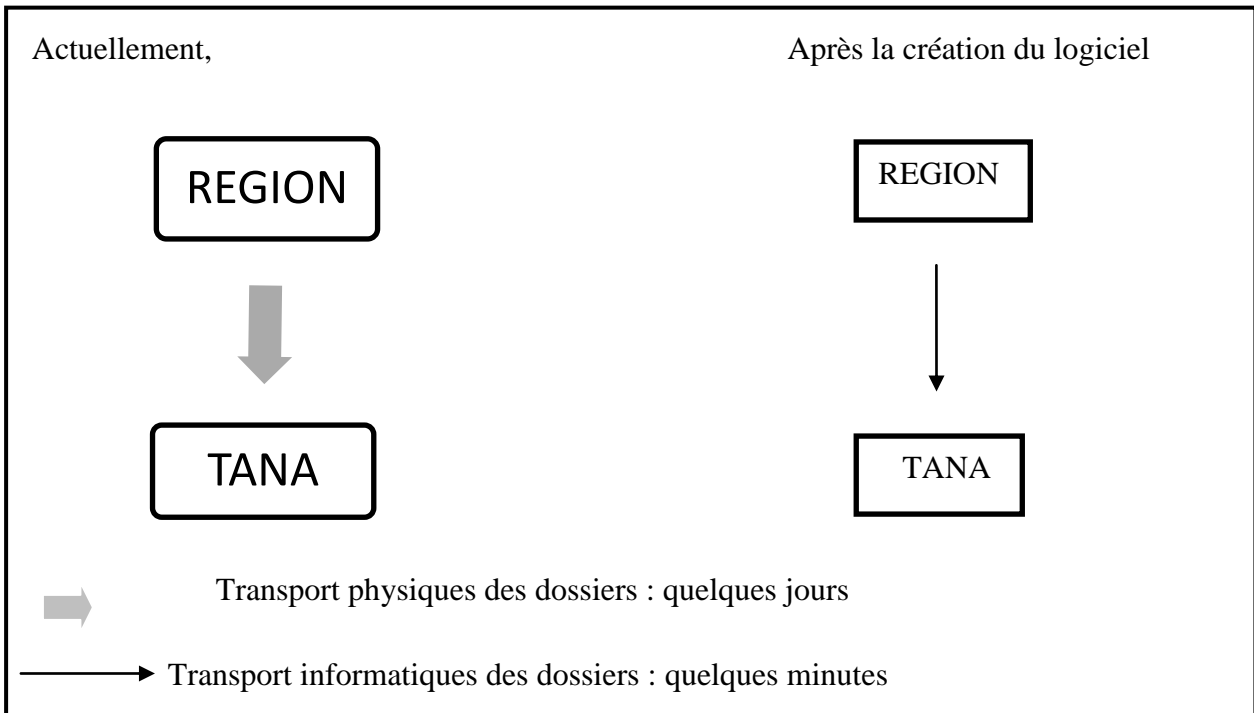 Actuellement,
Après la création du logiciel
REGION
REGION
TANA
TANA
Transport physiques des dossiers : quelques jours
Transport informatiques des dossiers : quelques minutes